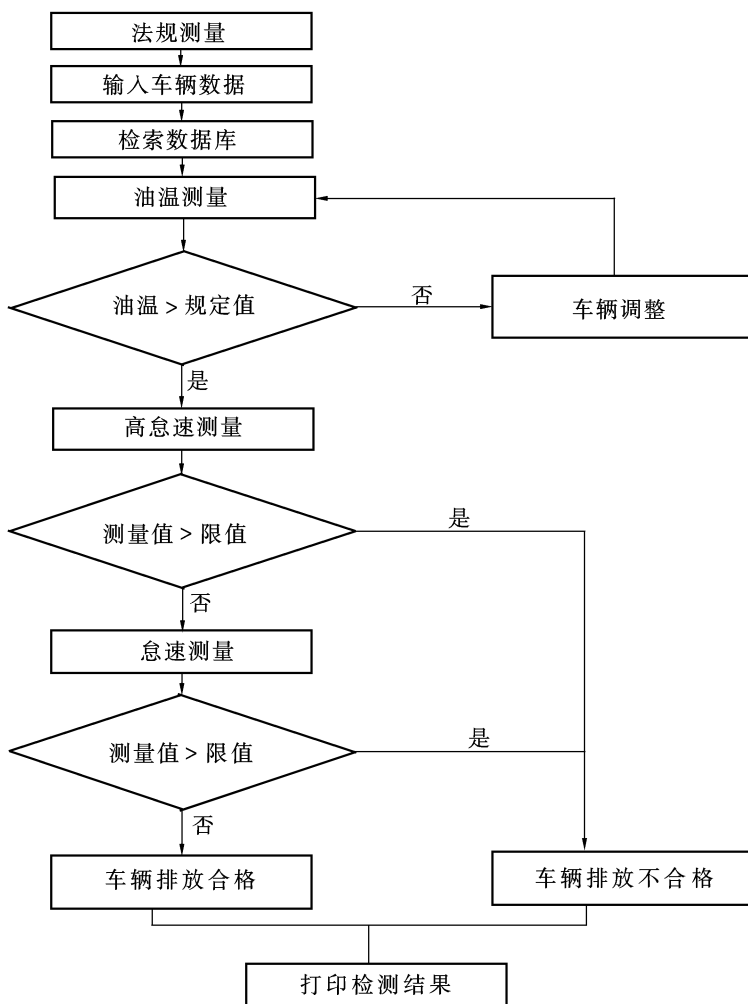 法规测量
输入车辆数据
检索数据库
油温测量
油温 > 规定值
否
车辆调整
是
高怠速测量
测量值 > 限值
是
否
怠速测量
测量值 > 限值
是
否
车辆排放合格
车辆排放不合格
打印检测结果